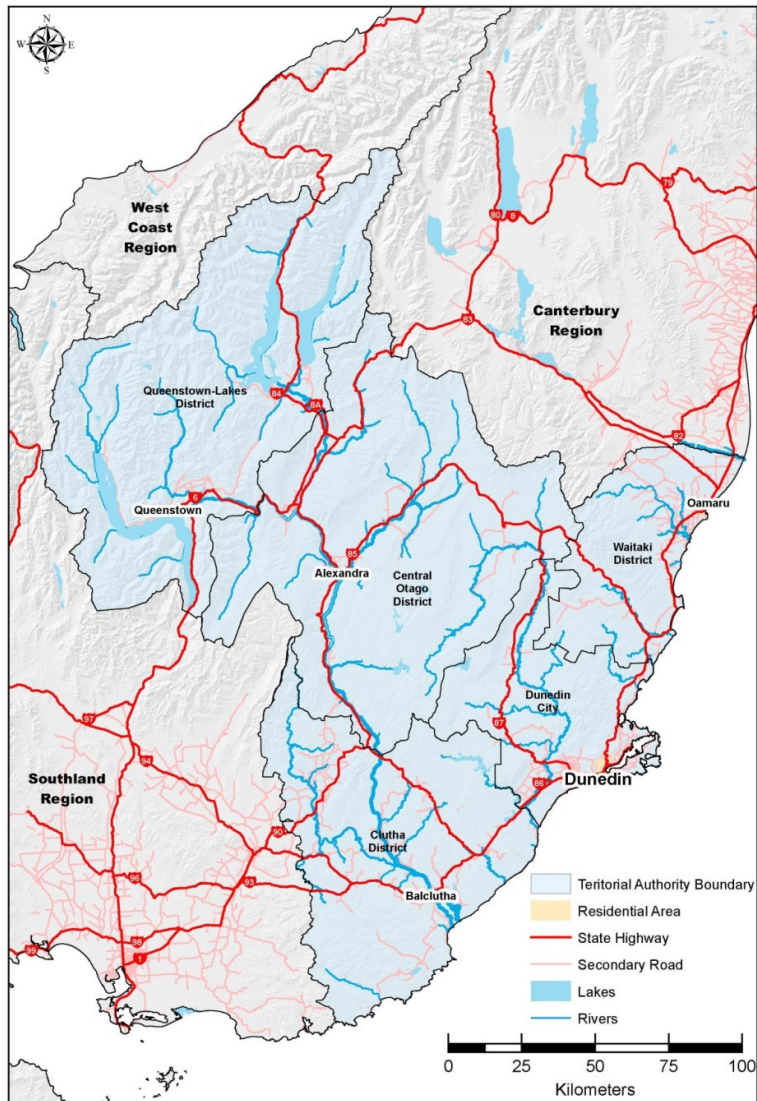 N
W E
S
West
Coast
Region
79
80 8
Canterbury
Region
83
Queenstown-Lakes
District
84
8A
82
6
Queenstown
Oamaru
Waitaki
District
85
Alexandra
Central
Otago
District
Dunedin
City
87
97
94
Southland
Region
86
Dunedin
90
Clutha
District
96
93
Balclutha
98
99
1
Teritorial Authority Boundary
Residential Area
State Highway
Secondary Road
Lakes
Rivers
0 25 50 75 100
Kilometers